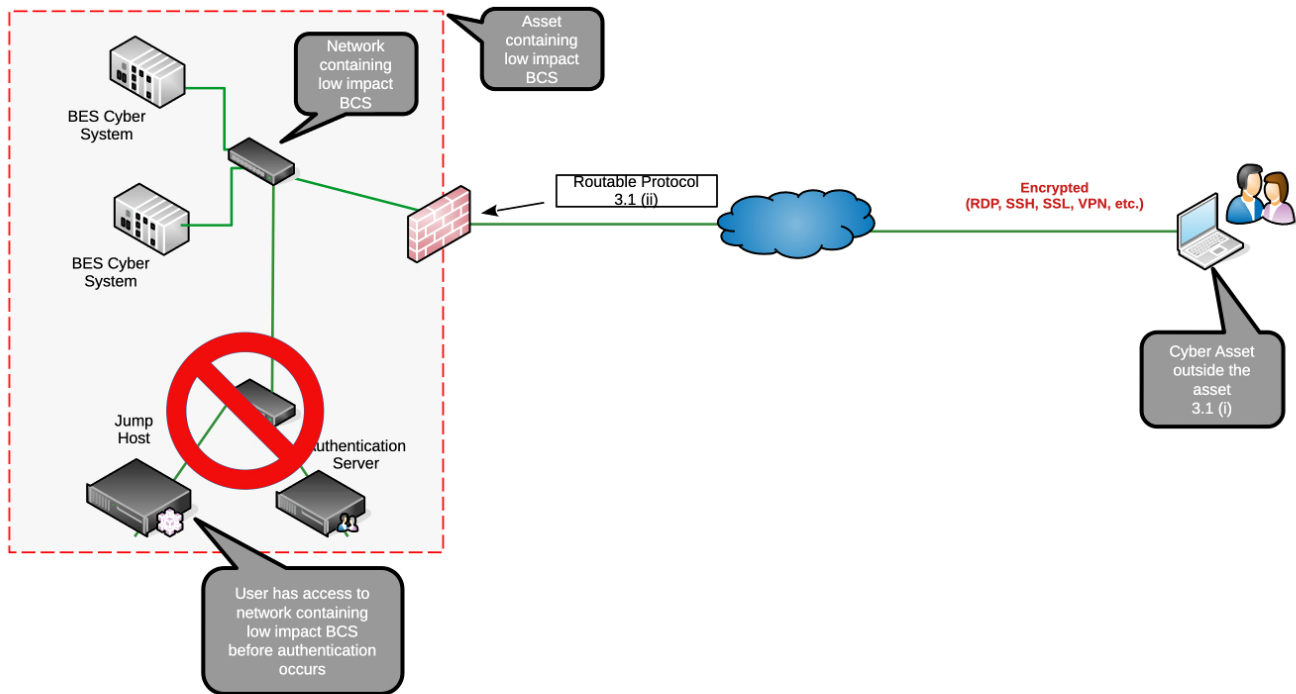 Asset
containing
low impact
BCS
Network
containing
low impact
BCS
BES Cyber
System
BES Cyber
System
Routable Protocol
3.1 (ii)
Encrypted
(RDP, SSH, SSL, VPN, etc.)
Cyber Asset
outside the
asset
3.1 (i)
Jump
Host
uthentication
Server
User has access to
network containing
low impact BCS
before authentication
occurs